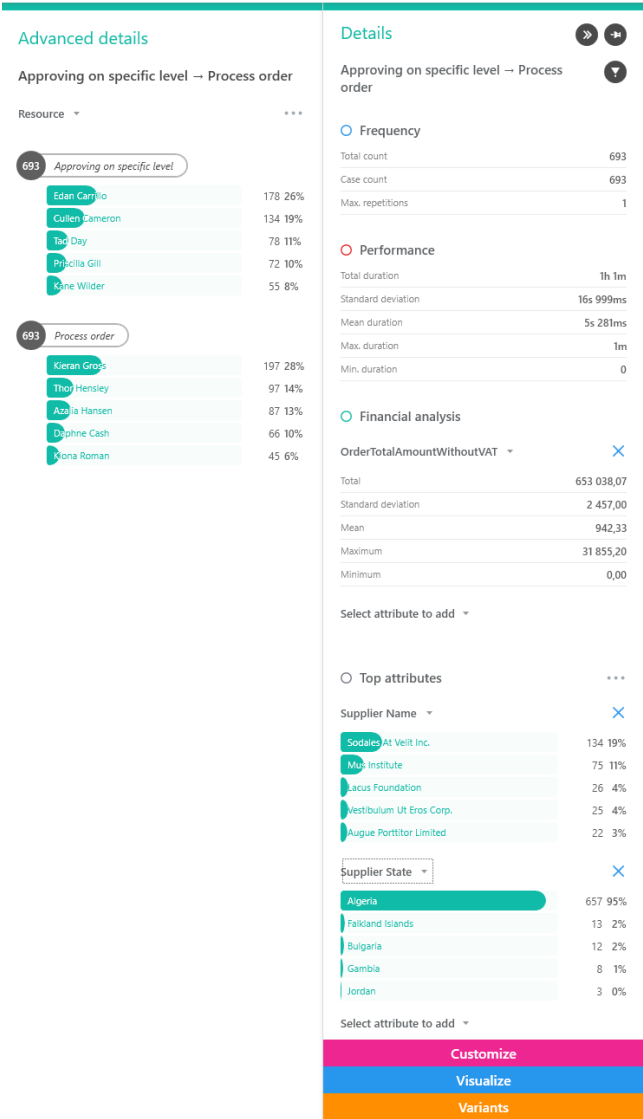 Advanced details
Approving on specific level → Process order
Resource
693 Approving on specific level
Edan Carrillo 178 26%
Cullen Cameron 134 19%
Tad Day 78 11%
Priscilla Gill 72 10%
Kane Wilder 55 8%
693 Process order
Kieran Gross 197 28%
Thor Hensley 97 14%
Azalia Hansen 87 13%
Daphne Cash 66 10%
Kiona Roman 45 6%
Details
Approving on specific level → Process
order
Frequency
Total count 693
Case count 693
Max. repetitions 1
Performance
Total duration 1h 1m
Standard deviation 16s 999ms
Mean duration 5s 281ms
Max. duration 1m
Min. duration 0
Financial analysis
OrderTotalAmountWithoutVAT
Total 653 038,07
Standard deviation 2 457,00
Mean 942,33
Maximum 31 855,20
Minimum 0,00
Select attribute to add
Top attributes
Supplier Name
Sodales At Velit Inc. 134 19%
Mus Institute 75 11%
Lacus Foundation 26 4%
Vestibulum Ut Eros Corp. 25 4%
Augue Porttitor Limited 22 3%
Supplier State
Algeria 657 95%
Falkland Islands 13 2%
Bulgaria 12 2%
Gambia 8 1%
Jordan 3 0%
Select attribute to add
Customize
Visualize
Variants